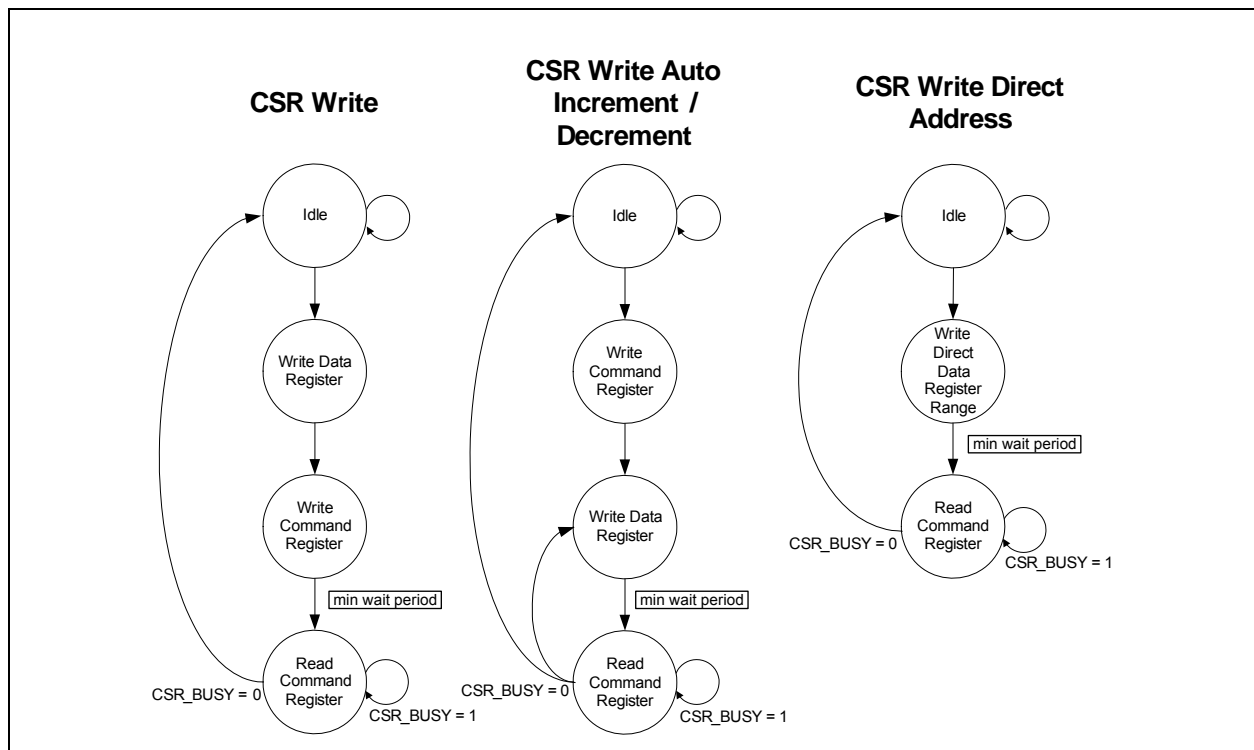 CSR Write
Idle
Write Data
Register
Write
Command
Register
min wait period
Read
Command
Register
CSR_BUSY = 0
CSR_BUSY = 1
CSR Write Auto
Increment /
Decrement
Idle
Write
Command
Register
Write Data
Register
min wait period
Read
Command
Register
CSR_BUSY = 0
CSR_BUSY = 1
CSR Write Direct
Address
Idle
Write
Direct
Data
Register
Range
min wait period
Read
Command
Register
CSR_BUSY = 0
CSR_BUSY = 1